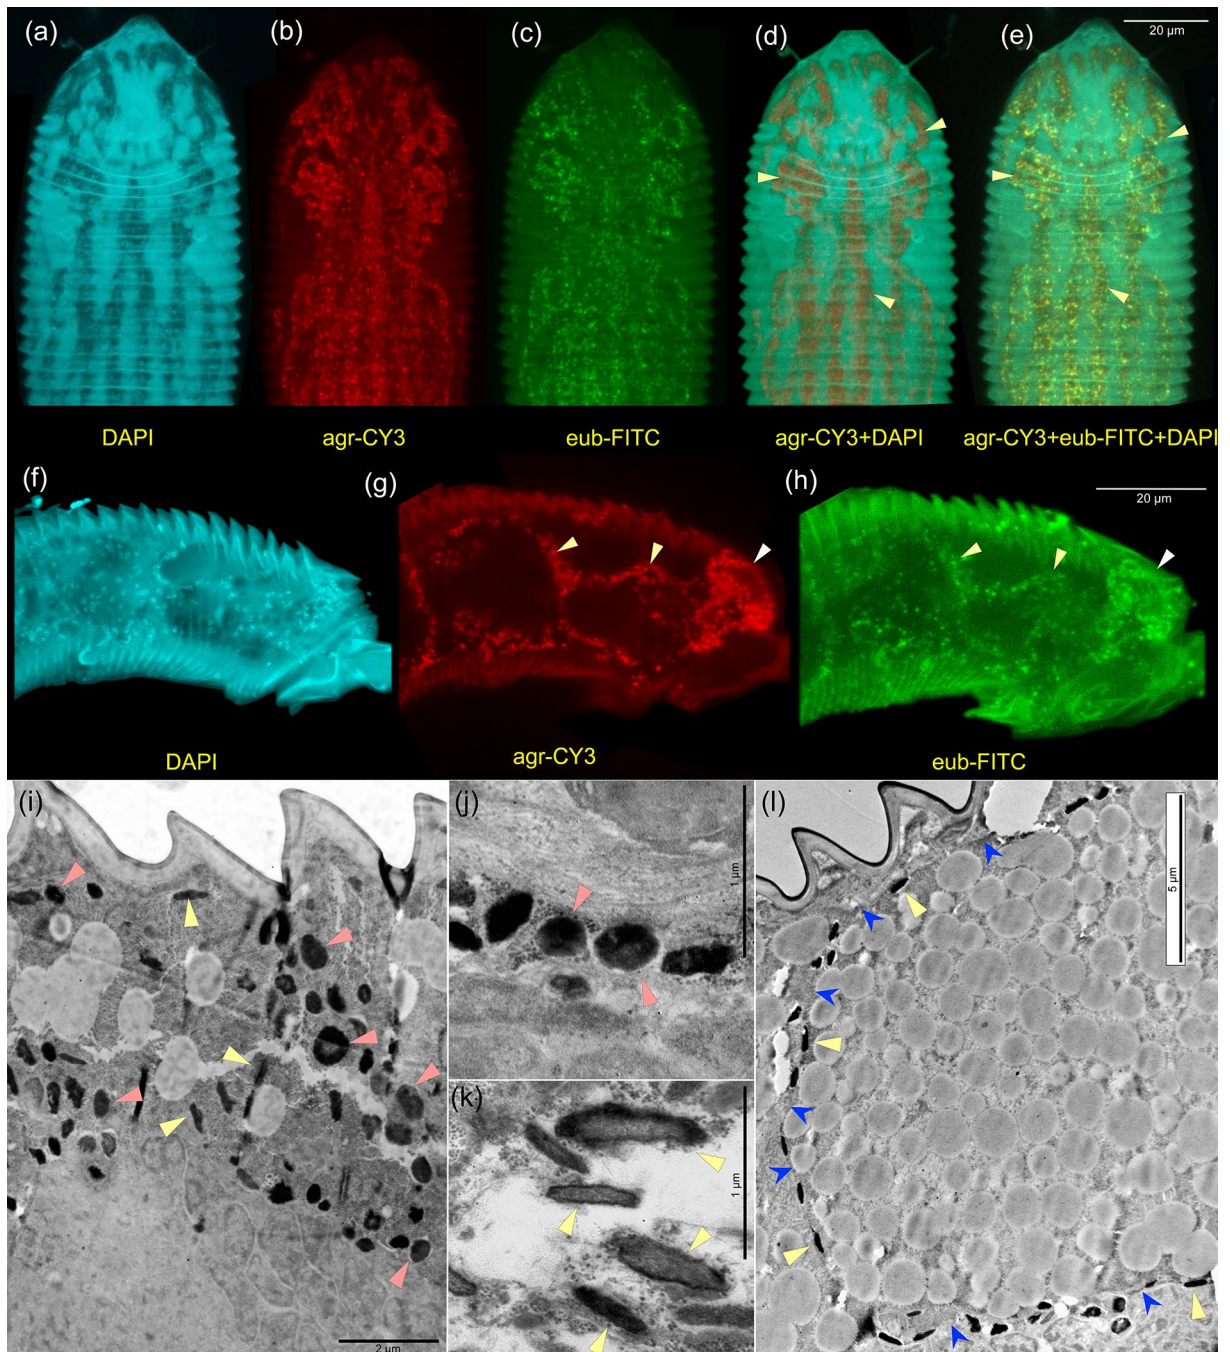 (a)
(b)
(c)
(d)
(e)
20 µm
DAPI
agr-CY3
eub-FITC
agr-CY3+DAPI
agr-CY3+eub-FITC+DAPI
(f)
(g)
(h)
20 µm
DAPI
agr-CY3
eub-FITC
(i)
(j)
(l)
1 µm
5 µm
(k)
1 µm
2 µm